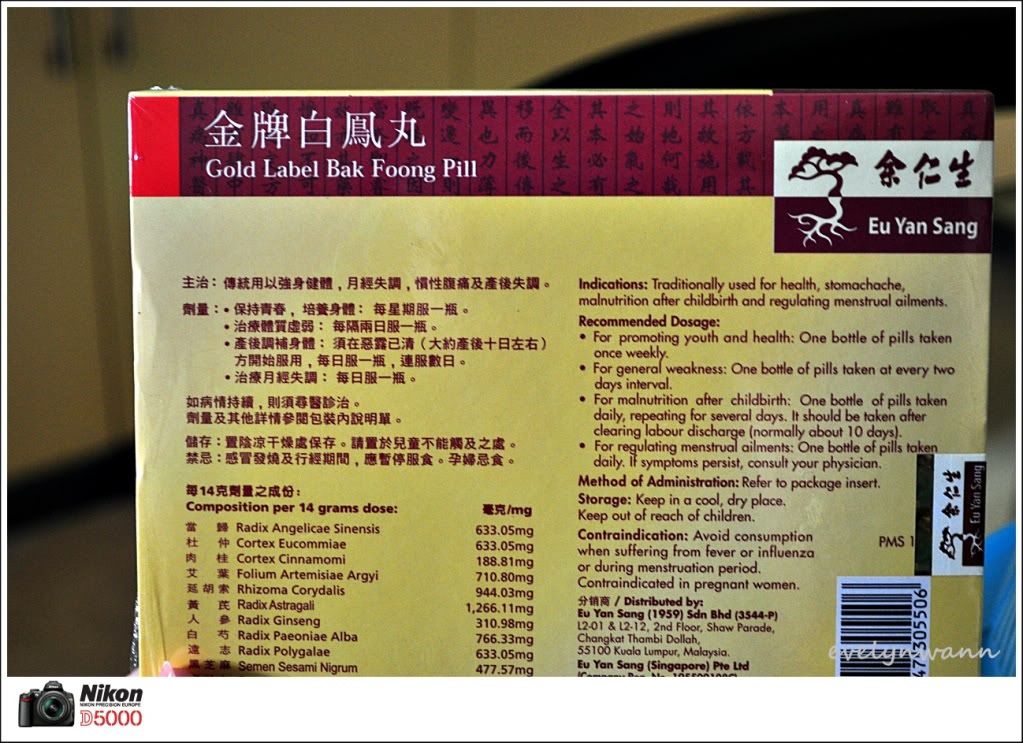 金牌白鳳丸
Gold Label Bak Foong Pill
余仁生
Eu Yan Sang
主治：傳統用以強身健體，月經失調，慣性腹痛及產後失調。
劑量：• 保持青春，培養身體： 每星期服一瓶。
• 治療體質虛弱： 每隔兩日服一瓶。
• 產後調補身體： 須在惡露已清（大約產後十日左右）
方開始服用，每日服一瓶，連服數日。
• 治療月經失調： 每日服一瓶。
如病情持續，則須尋醫診治。
劑量及其他詳情參閱包裝內說明單。
儲存：置陰涼干燥處保存。請置於兒童不能觸及之處。
禁忌：感冒發燒及行經期間，應暫停服食。孕婦忌食。
每14克劑量之成份：
Composition per 14 grams dose: 毫克/mg
當歸 Radix Angelicae Sinensis 633.05mg
杜仲 Cortex Eucommiae 633.05mg
肉桂 Cortex Cinnamomi 188.81mg
艾葉 Folium Artemisiae Argyi 710.80mg
延胡索 Rhizoma Corydalis 944.03mg
黃芪 Radix Astragali 1,266.11mg
人參 Radix Ginseng 310.98mg
白芍 Radix Paeoniae Alba 766.33mg
遠志 Radix Polygalae 633.05mg
黑芝麻 Semen Sesami Nigrum 477.57mg
Indications: Traditionally used for health, stomachache,
malnutrition after childbirth and regulating menstrual ailments.
Recommended Dosage:
• For promoting youth and health: One bottle of pills taken
once weekly.
• For general weakness: One bottle of pills taken at every two
days interval.
• For malnutrition after childbirth: One bottle of pills taken
daily, repeating for several days. It should be taken after
clearing labour discharge (normally about 10 days).
• For regulating menstrual ailments: One bottle of pills taken
daily. If symptoms persist, consult your physician.
Method of Administration: Refer to package insert.
Storage: Keep in a cool, dry place.
Keep out of reach of children.
Contraindication: Avoid consumption
when suffering from fever or influenza
or during menstruation period.
Contraindicated in pregnant women.
分销商 / Distributed by:
Eu Yan Sang (1959) Sdn Bhd (3544-P)
L2-01 & L2-12, 2nd Floor, Shaw Parade,
Changkat Thambi Dollah,
55100 Kuala Lumpur, Malaysia.
Eu Yan Sang (Singapore) Pte Ltd
PMS 1
余仁生
Eu Yan Sang
47 305506
evelynwann
Nikon
NIKON PRECISION EUROPE
D5000